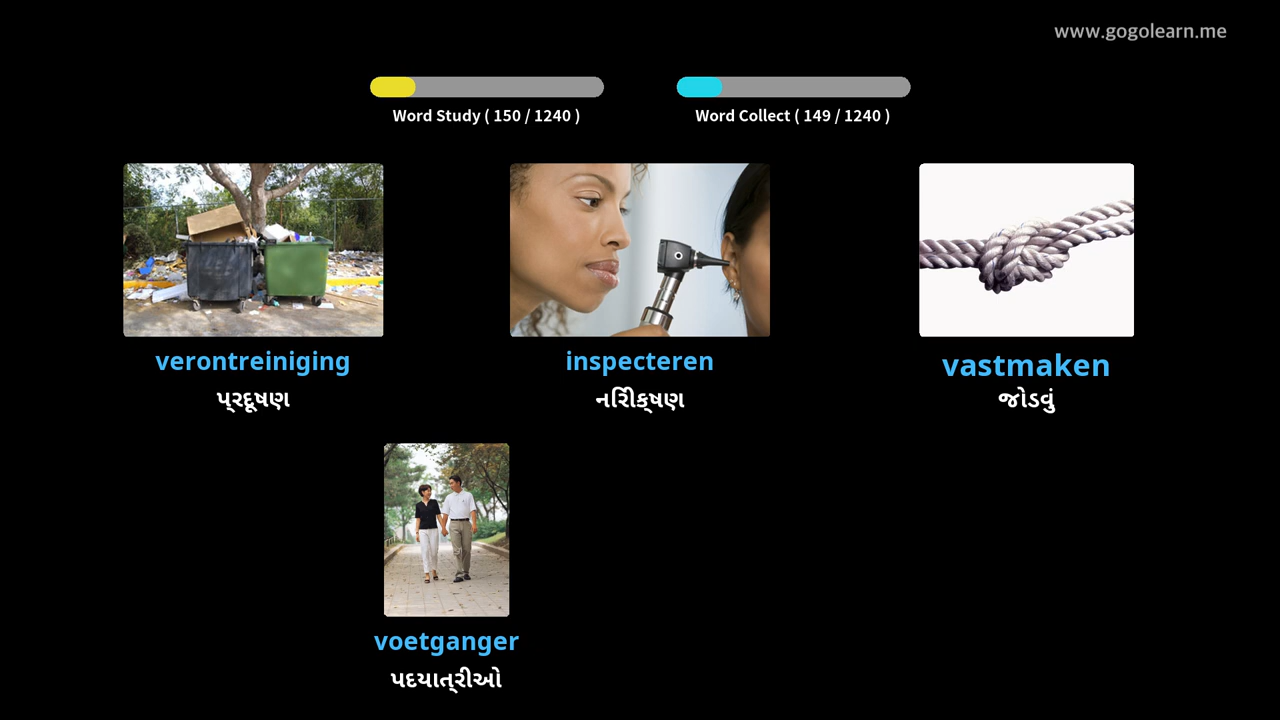 www.gogolearn.me
Word Study ( 150 / 1240 )
Word Collect ( 149 / 1240 )
verontreiniging
પ્રદૂષણ
inspecteren
નરિીક્ષણ
vastmaken
જોડવું
voetganger
પદયાત્રીઓ